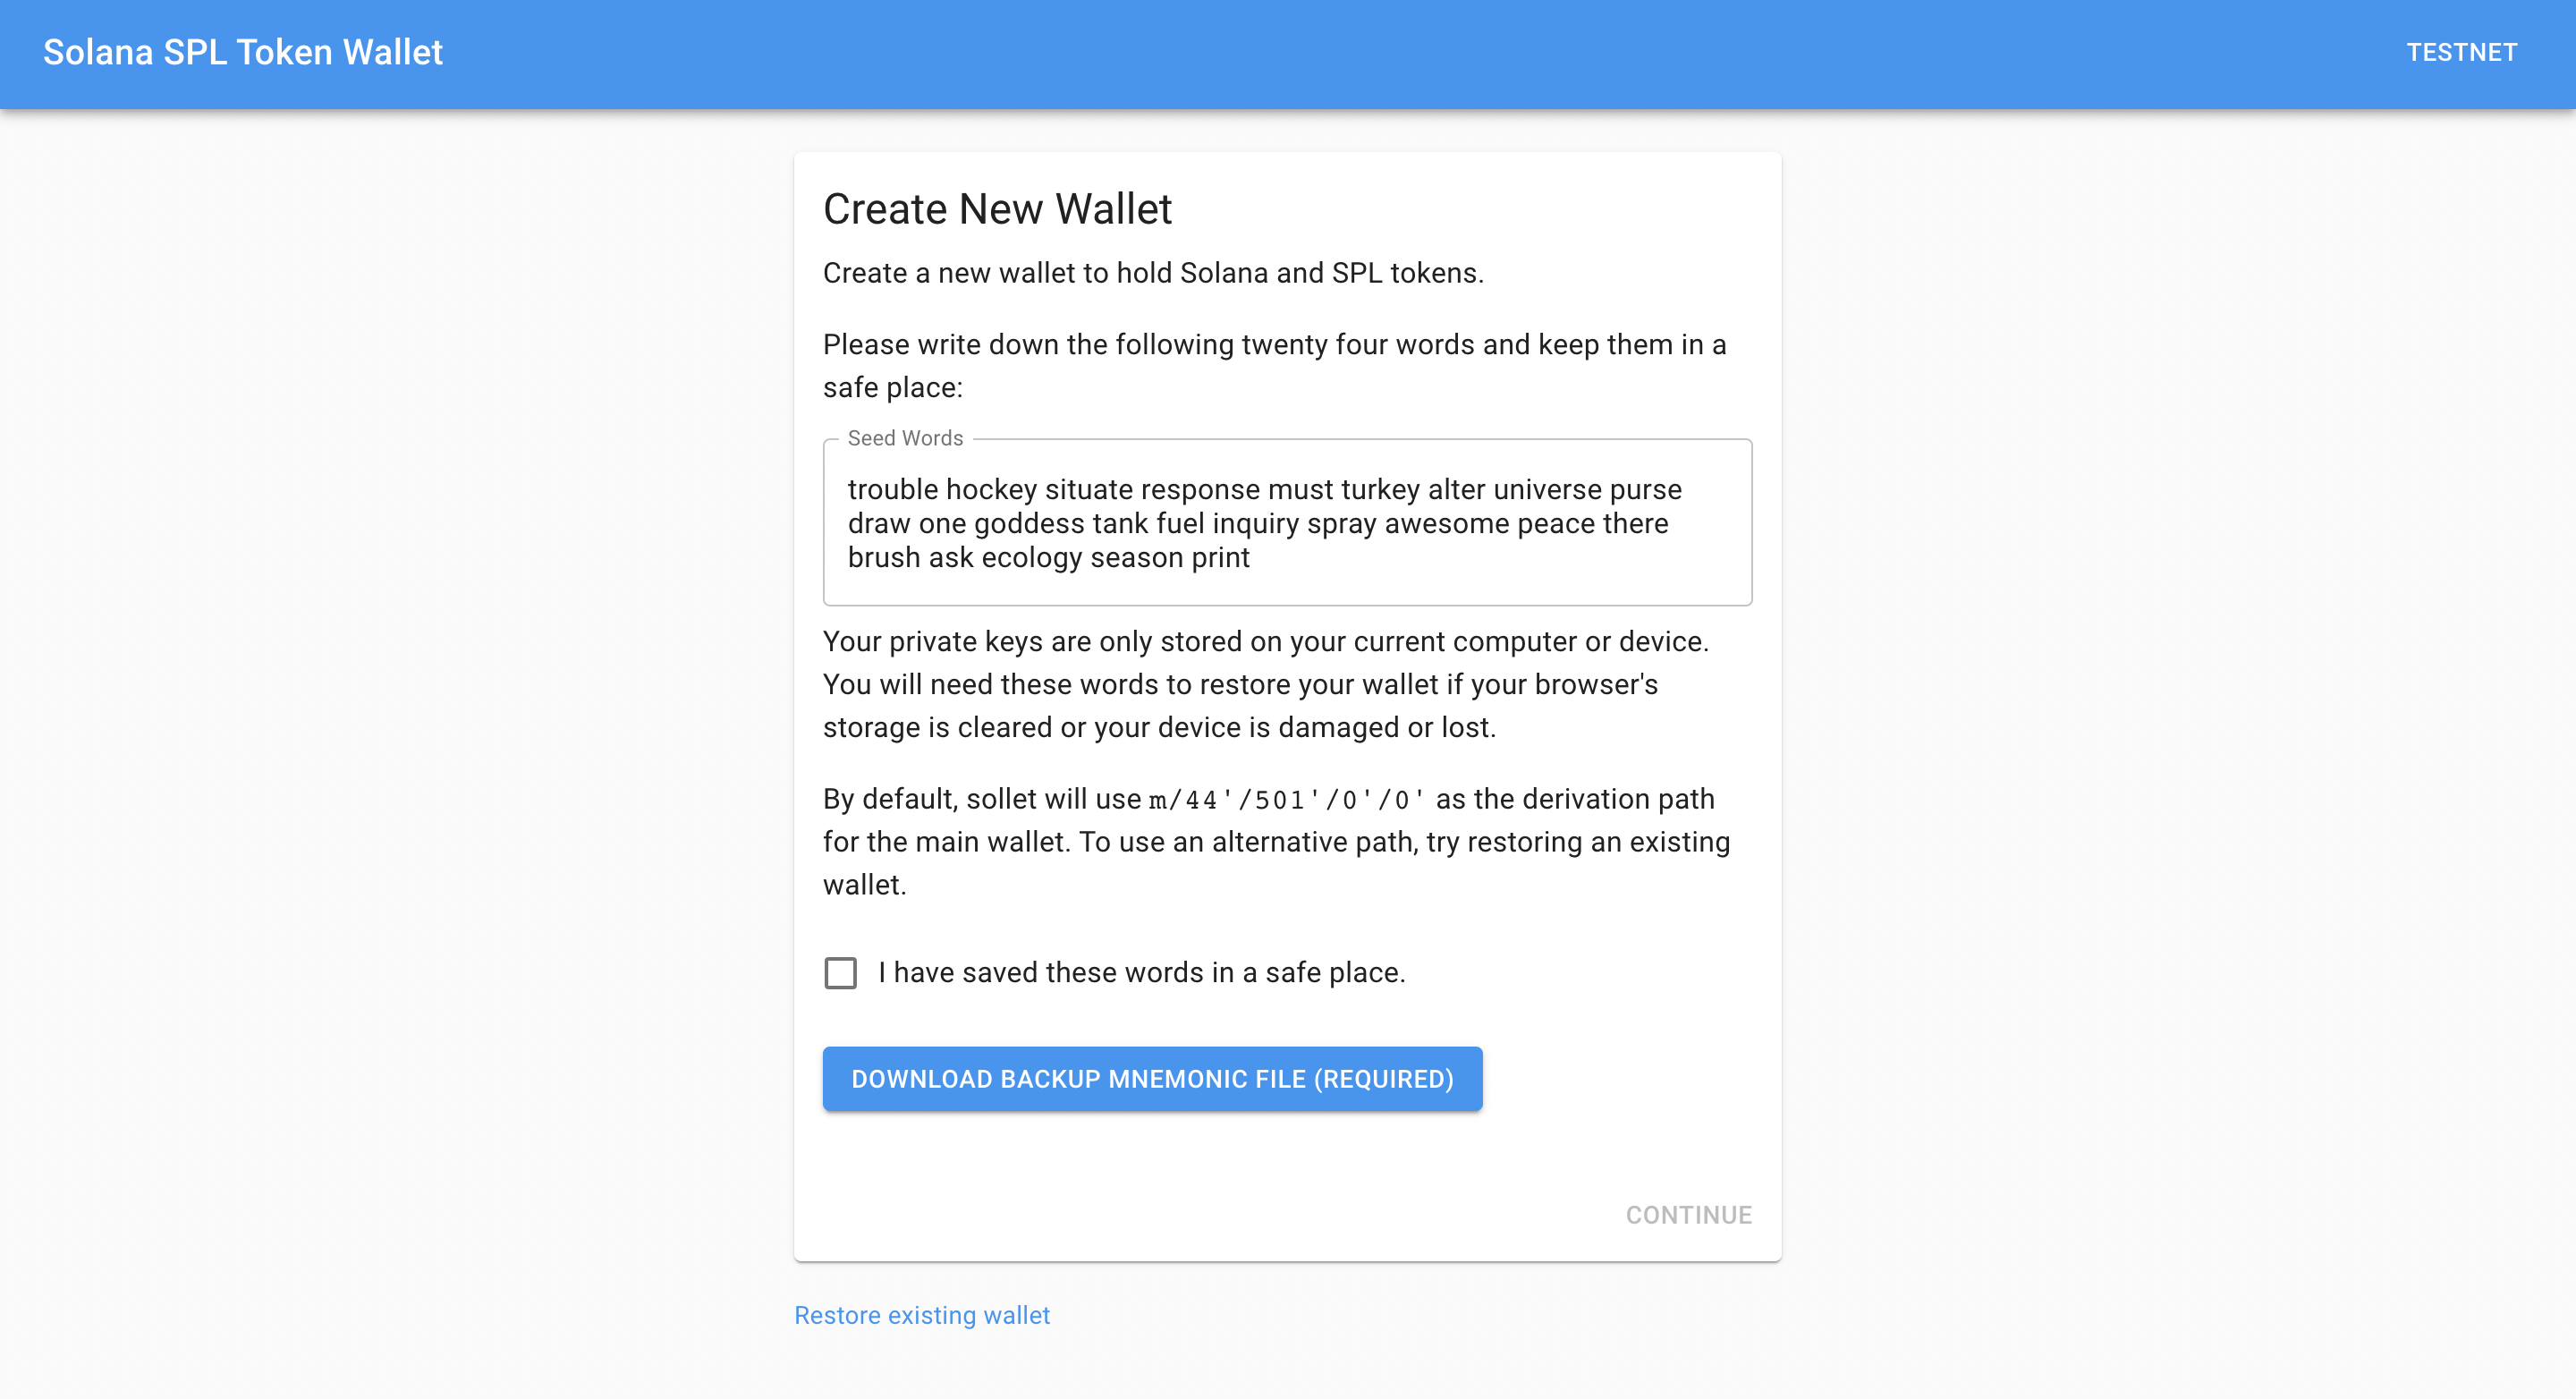 Solana SPL Token Wallet
TESTNET
Create New Wallet
Create a new wallet to hold Solana and SPL tokens.
Please write down the following twenty four words and keep them in a
safe place:
Seed Words
trouble hockey situate response must turkey alter universe purse
draw one goddess tank fuel inquiry spray awesome peace there
brush ask ecology season print
Your private keys are only stored on your current computer or device.
You will need these words to restore your wallet if your browser's
storage is cleared or your device is damaged or lost.
By default, sollet will use m/44'/501'/0'/0' as the derivation path
for the main wallet. To use an alternative path, try restoring an existing
wallet.
I have saved these words in a safe place.
DOWNLOAD BACKUP MNEMONIC FILE (REQUIRED)
CONTINUE
Restore existing wallet